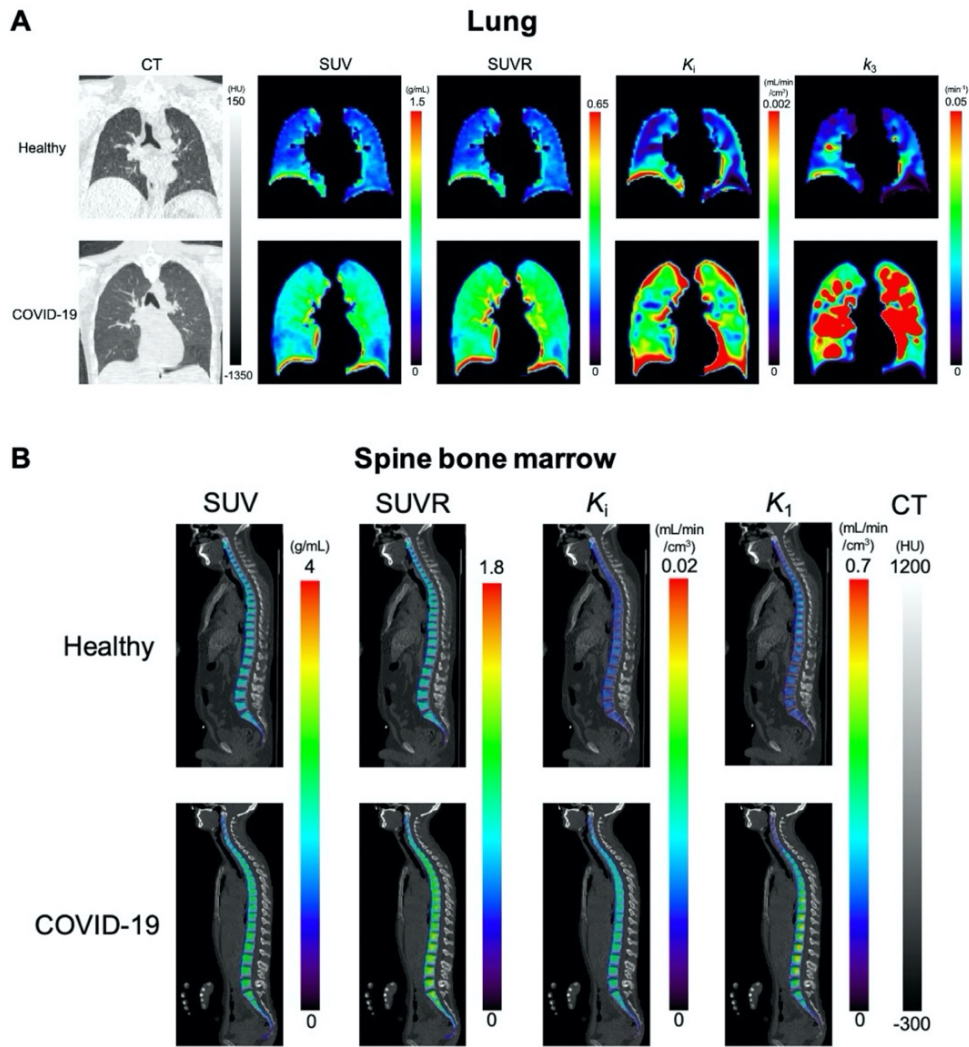 A
Lung
CT
SUV
SUVR
Ki
k3
(HU)
150
(g/mL)
1.5
0.65
(mL/min
/cm³)
0.002
(min⁻¹)
0.05
Healthy
COVID-19
-1350
0
0
0
0
B
Spine bone marrow
SUV
SUVR
Ki
K1
CT
(g/mL)
4
1.8
(mL/min
/cm³)
0.02
(mL/min
/cm³)
0.7
(HU)
1200
Healthy
COVID-19
0
0
0
0
-300